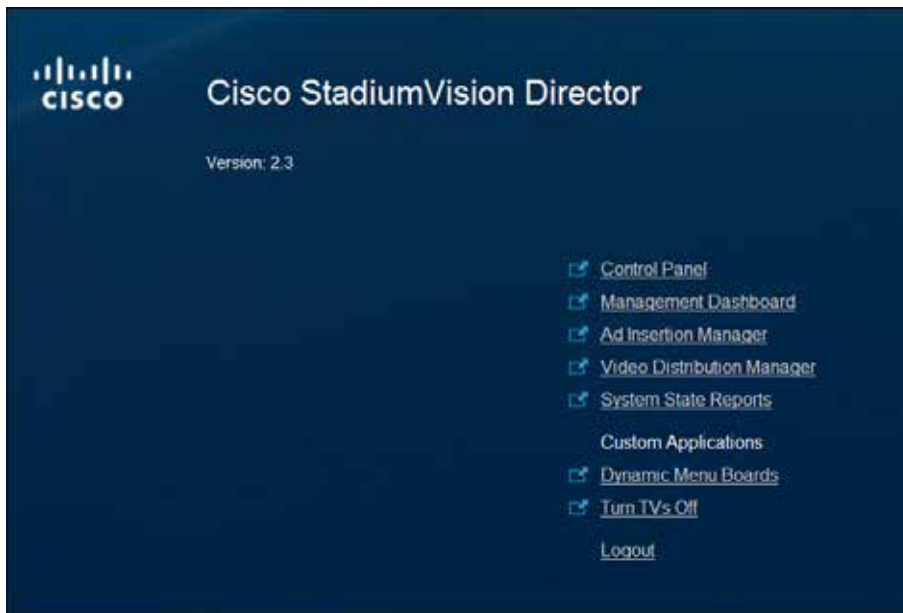 CISCO
Cisco StadiumVision Director
Version: 2.3
Control Panel
Management Dashboard
Ad Insertion Manager
Video Distribution Manager
System State Reports
Custom Applications
Dynamic Menu Boards
Turn TVs Off
Logout